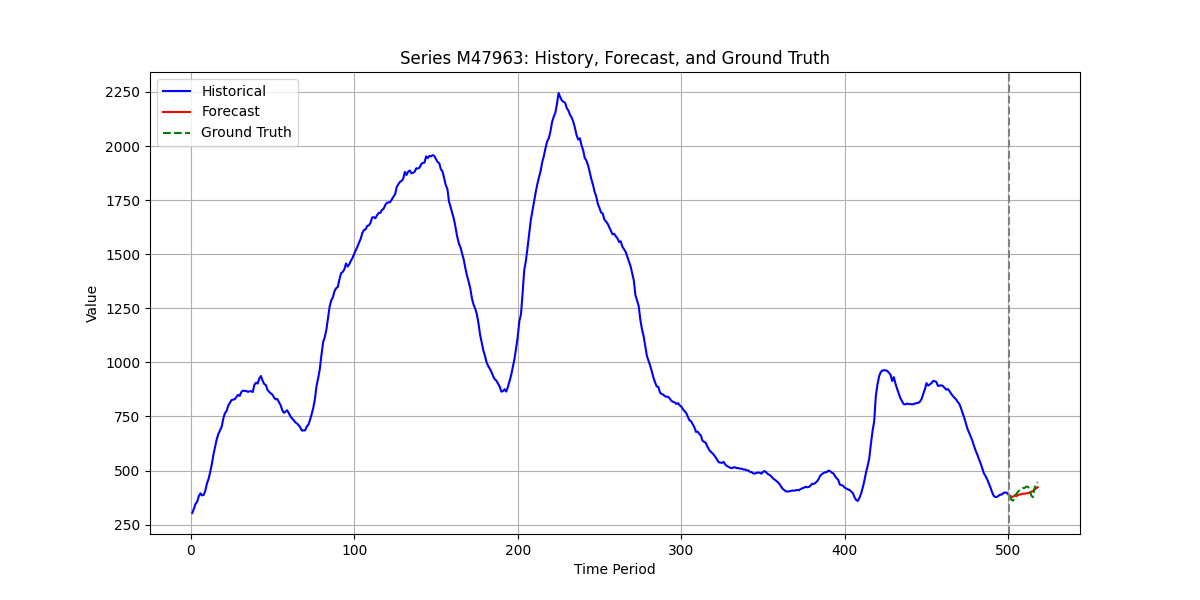 Series M47963: History, Forecast, and Ground Truth
Historical
Forecast
Ground Truth
2250
2000
1750
1500
1250
1000
750
500
250
Value
0 100 200 300 400 500
Time Period